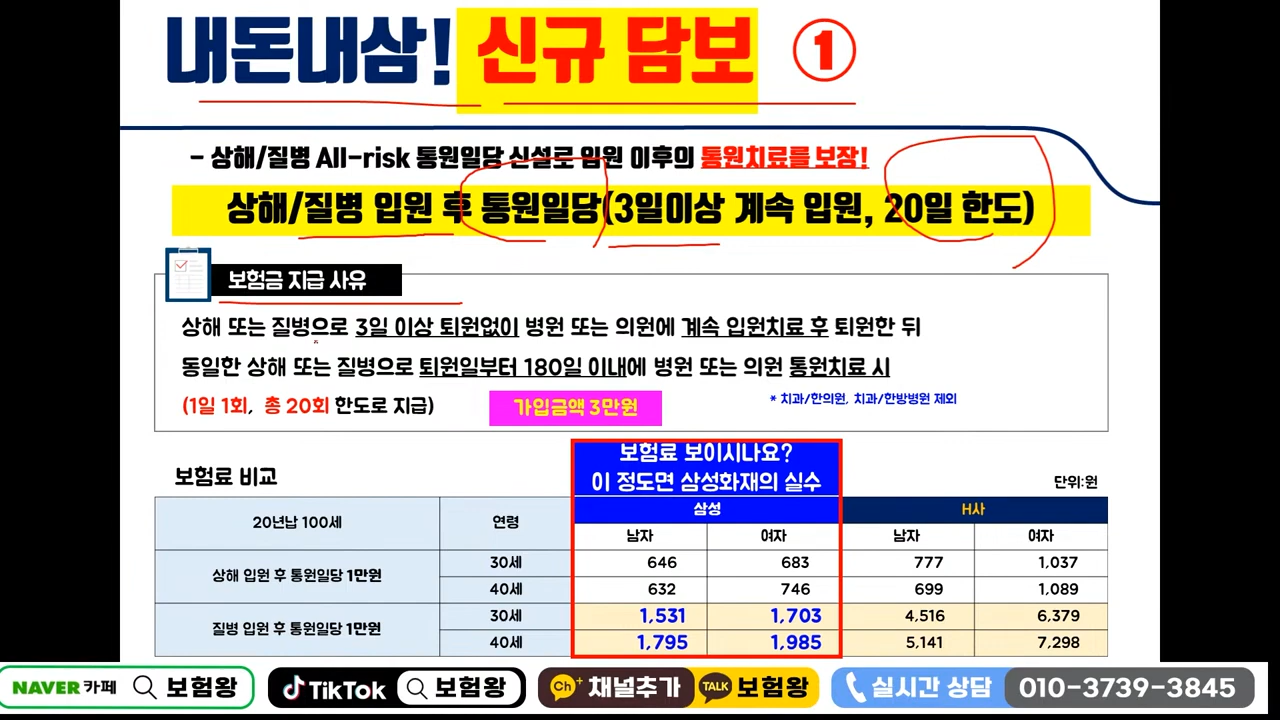 내돈내삼! 신규 담보 ①
- 상해/질병 All-risk 통원일당 신설로 입원 이후의 통원치료를 보장!
상해/질병 입원 후 통원일당(3일이상 계속 입원, 20일 한도)
보험금 지급 사유
상해 또는 질병으로 3일 이상 퇴원없이 병원 또는 의원에 계속 입원치료 후 퇴원한 뒤
동일한 상해 또는 질병으로 퇴원일부터 180일 이내에 병원 또는 의원 통원치료 시
(1일 1회, 총 20회 한도로 지급) 가입금액 3만원 * 치과/한의원, 치과/한방병원 제외
보험료 비교
보험료 보이시나요?
이 정도면 삼성화재의 실수
단위:원
20년납 100세 연령 삼성 H사
남자 여자 남자 여자
상해 입원 후 통원일당 1만원
30세 646 683 777 1,037
40세 632 746 699 1,089
질병 입원 후 통원일당 1만원
30세 1,531 1,703 4,516 6,379
40세 1,795 1,985 5,141 7,298
NAVER 카페 보험왕 TikTok 보험왕 Ch+ 채널추가 TALK 보험왕 실시간 상담 010-3739-3845